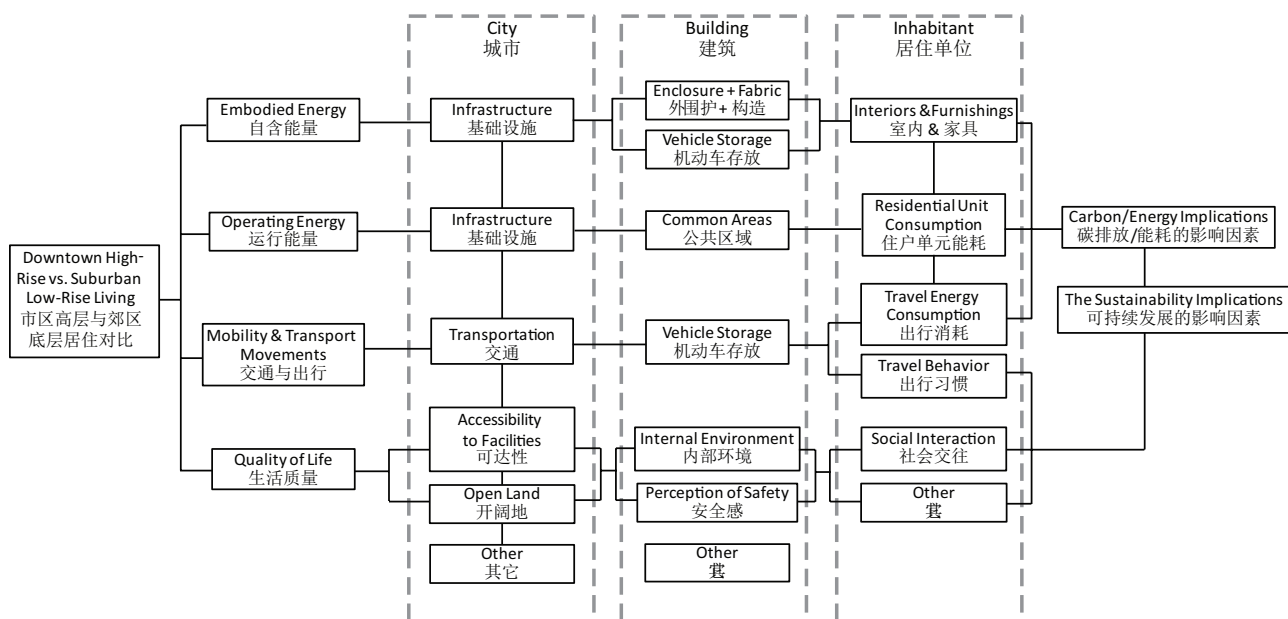 City
城市
Building
建筑
Inhabitant
居住单位
Downtown High-
Rise vs. Suburban
Low-Rise Living
市区高层与郊区
底层居住对比
Embodied Energy
自含能量
Infrastructure
基础设施
Enclosure + Fabric
外围护+ 构造
Vehicle Storage
机动车存放
Interiors &Furnishings
室内 & 家具
Operating Energy
运行能量
Infrastructure
基础设施
Common Areas
公共区域
Residential Unit
Consumption
住户单元能耗
Mobility & Transport
Movements
交通与出行
Transportation
交通
Vehicle Storage
机动车存放
Travel Energy
Consumption
出行消耗
Travel Behavior
出行习惯
Quality of Life
生活质量
Accessibility
to Facilities
可达性
Open Land
开阔地
Other
其它
Internal Environment
内部环境
Perception of Safety
安全感
Other
Social Interaction
社会交往
Other
Carbon/Energy Implications
碳排放/能耗的影响因素
The Sustainability Implications
可持续发展的影响因素